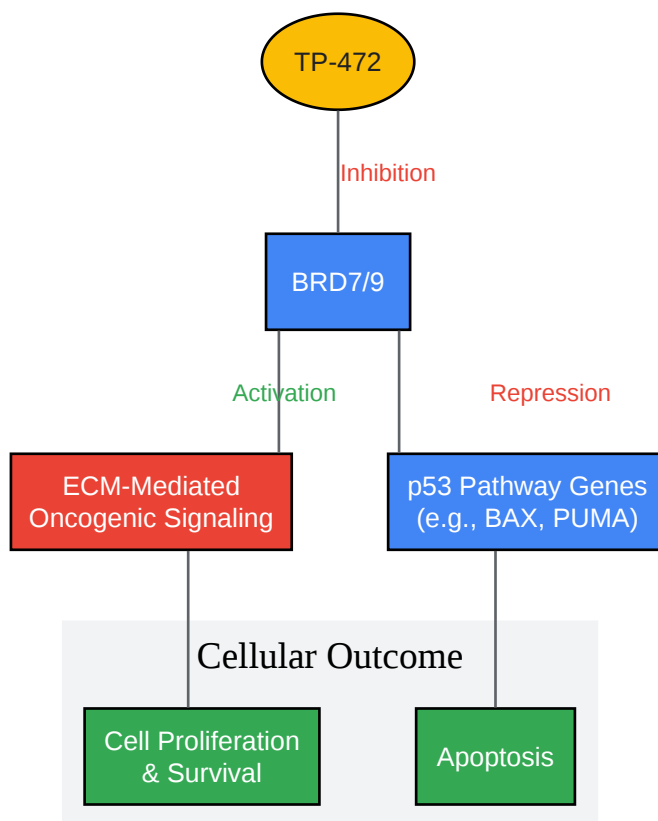 TP-472
Inhibition
BRD7/9
Activation
Repression
ECM-Mediated
Oncogenic Signaling
p53 Pathway Genes
(e.g., BAX, PUMA)
Cellular Outcome
Cell Proliferation
& Survival
Apoptosis